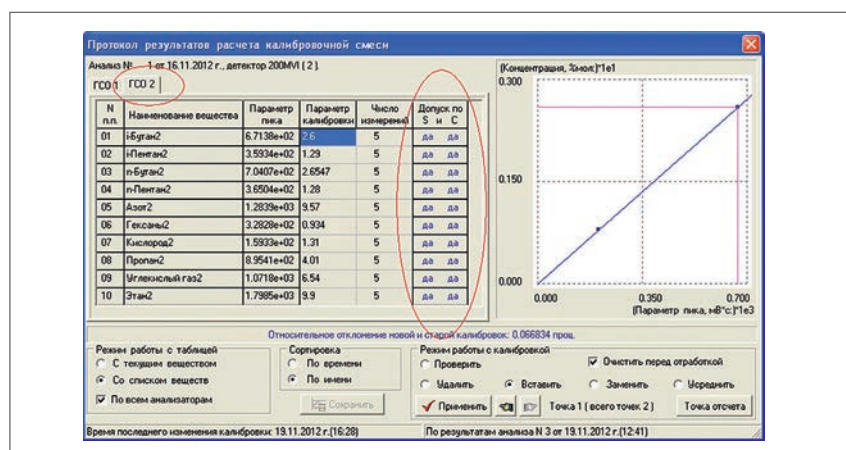 Протокол результатов расчета калибровочной смеси
Анализ № 1 от 16.11.2012 г., детектор 200MVI ( 2 ).
ГСО 1 ГСО 2
N п.п. Наименование вещества Параметр пика Параметр калибровки Число измерений Допуск по S и C
01 i-Бутан2 6.7138e+02 2.6 5 да да
02 i-Пентан2 3.5934e+02 1.29 5 да да
03 n-Бутан2 7.0407e+02 2.6547 5 да да
04 n-Пентан2 3.6504e+02 1.28 5 да да
05 Азот2 1.2839e+03 9.57 5 да да
06 Гексаны2 3.2828e+02 0.934 5 да да
07 Кислород2 1.5933e+02 1.31 5 да да
08 Пропан2 8.9541e+02 4.01 5 да да
09 Углекислый газ2 1.0718e+03 6.54 5 да да
10 Этан2 1.7985e+03 9.9 5 да да
(Концентрация, %мол.)*1e1
0.300
0.150
0.000
0.000 0.350 0.700
(Параметр пика, мВ*с.)*1e3
Относительное отклонение новой и старой калибровок: 0.066834 проц.
Режим работы с таблицей
С текущим веществом
Со списком веществ
По всем анализаторам
Сортировка
По времени
По имени
Сохранить
Режим работы с калибровкой
Проверить Очистить перед отработкой
Удалить Вставить Заменить Усреднить
Применить Точка 1 ( всего точек 2 ) Точка отсчета
Время последнего изменения калибровки: 19.11.2012 г.(16:28) По результатам анализа N 3 от 19.11.2012 г.(12:41)